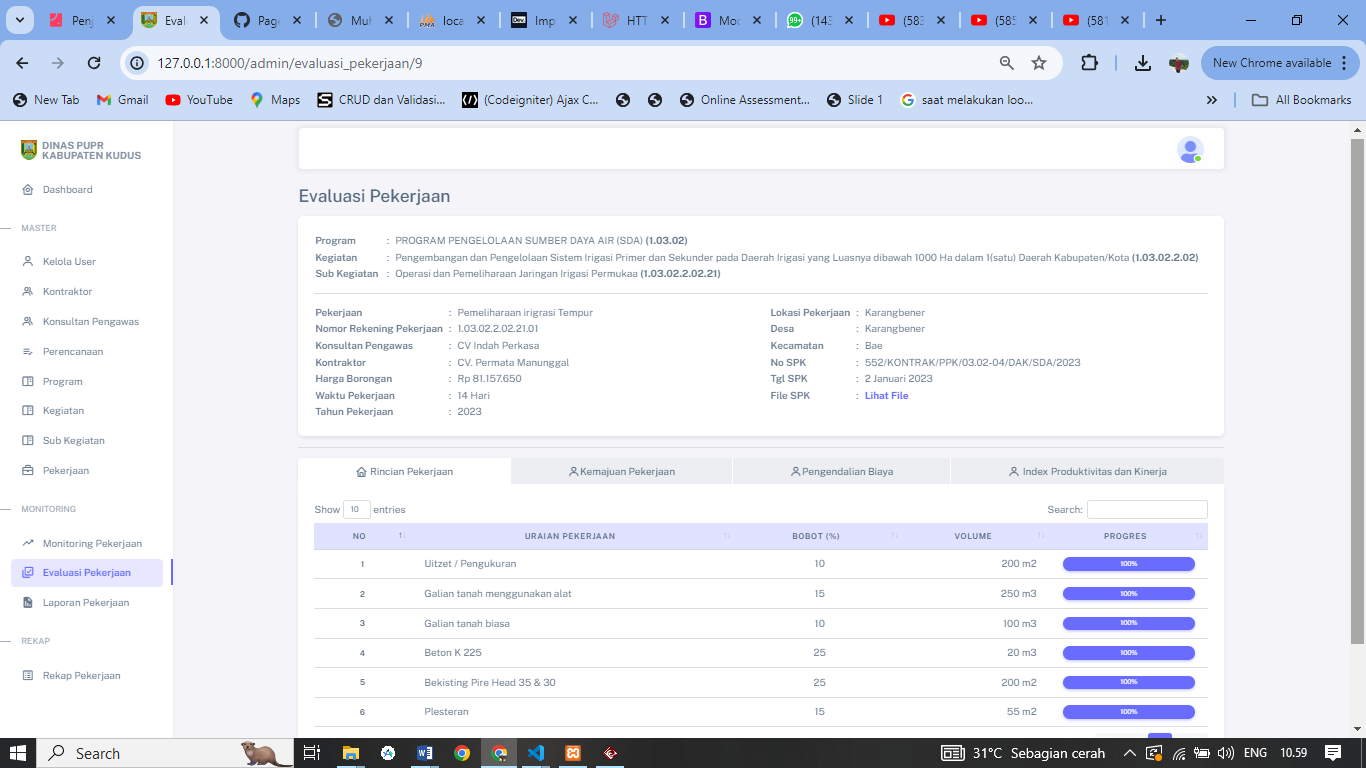 Penj
Eval
Page
Muh
loca
Imp
HTT
Moc
(143
(583
(585
(581
127.0.0.1:8000/admin/evaluasi_pekerjaan/9
New Chrome available
New Tab
Gmail
YouTube
Maps
CRUD dan Validasi...
(Codeigniter) Ajax C...
Online Assessment...
Slide 1
saat melakukan loo...
All Bookmarks
DINAS PUPR
KABUPATEN KUDUS
Dashboard
MASTER
Kelola User
Kontraktor
Konsultan Pengawas
Perencanaan
Program
Kegiatan
Sub Kegiatan
Pekerjaan
MONITORING
Monitoring Pekerjaan
Evaluasi Pekerjaan
Laporan Pekerjaan
REKAP
Rekap Pekerjaan
Evaluasi Pekerjaan
Program : PROGRAM PENGELOLAAN SUMBER DAYA AIR (SDA) (1.03.02)
Kegiatan : Pengembangan dan Pengelolaan Sistem Irigasi Primer dan Sekunder pada Daerah Irigasi yang Luasnya dibawah 1000 Ha dalam 1(satu) Daerah Kabupaten/Kota (1.03.02.2.02)
Sub Kegiatan : Operasi dan Pemeliharaan Jaringan Irigasi Permukaa (1.03.02.2.02.21)
Pekerjaan : Pemeliharaan irigrasi Tempur
Nomor Rekening Pekerjaan : 1.03.02.2.02.21.01
Konsultan Pengawas : CV Indah Perkasa
Kontraktor : CV. Permata Manunggal
Harga Borongan : Rp 81.157.650
Waktu Pekerjaan : 14 Hari
Tahun Pekerjaan : 2023
Lokasi Pekerjaan : Karangbener
Desa : Karangbener
Kecamatan : Bae
No SPK : 552/KONTRAK/PPK/03.02-04/DAK/SDA/2023
Tgl SPK : 2 Januari 2023
File SPK : Lihat File
Rincian Pekerjaan
Kemajuan Pekerjaan
Pengendalian Biaya
Index Produktivitas dan Kinerja
Show 10 entries
Search:
NO URAIAN PEKERJAAN BOBOT (%) VOLUME PROGRES
1 Uitzet / Pengukuran 10 200 m2 100%
2 Galian tanah menggunakan alat 15 250 m3 100%
3 Galian tanah biasa 10 100 m3 100%
4 Beton K 225 25 20 m3 100%
5 Bekisting Pire Head 35 & 30 25 200 m2 100%
6 Plesteran 15 55 m2 100%
Search
31°C Sebagian cerah
ENG
10.59